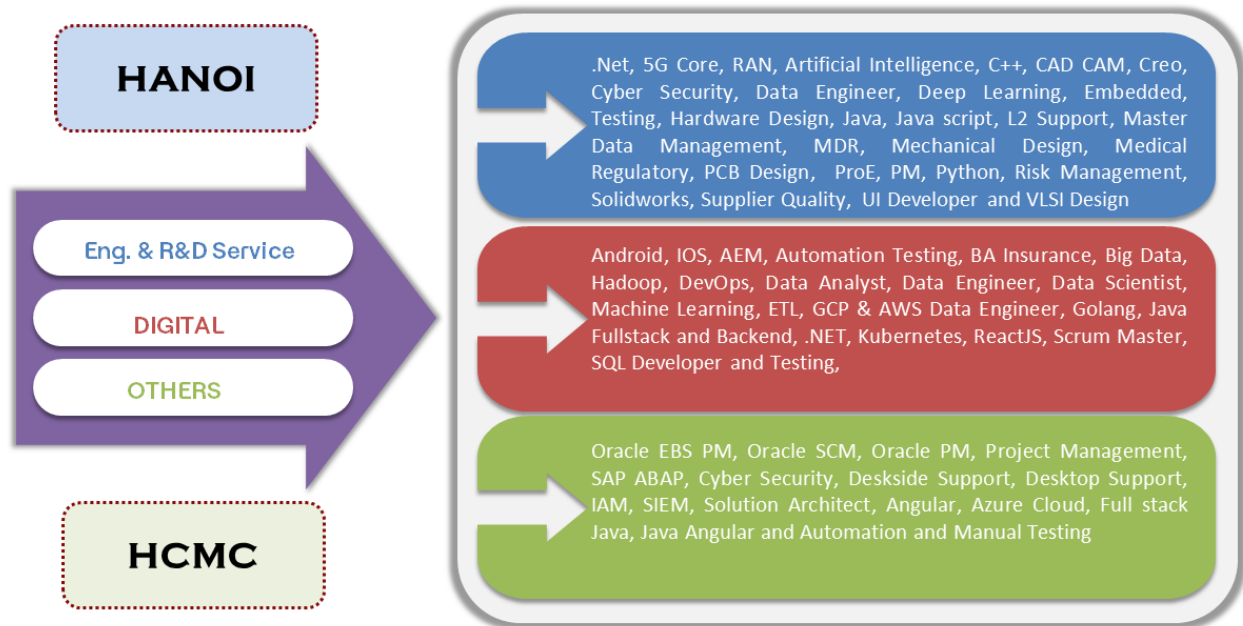 HANOI
Eng. & R&D Service
DIGITAL
OTHERS
HCMC
.Net, 5G Core, RAN, Artificial Intelligence, C++, CAD CAM, Creo,
Cyber Security, Data Engineer, Deep Learning, Embedded,
Testing, Hardware Design, Java, Java script, L2 Support, Master
Data Management, MDR, Mechanical Design, Medical
Regulatory, PCB Design, ProE, PM, Python, Risk Management,
Solidworks, Supplier Quality, UI Developer and VLSI Design
Android, IOS, AEM, Automation Testing, BA Insurance, Big Data,
Hadoop, DevOps, Data Analyst, Data Engineer, Data Scientist,
Machine Learning, ETL, GCP & AWS Data Engineer, Golang, Java
Fullstack and Backend, .NET, Kubernetes, ReactJS, Scrum Master,
SQL Developer and Testing,
Oracle EBS PM, Oracle SCM, Oracle PM, Project Management,
SAP ABAP, Cyber Security, Deskside Support, Desktop Support,
IAM, SIEM, Solution Architect, Angular, Azure Cloud, Full stack
Java, Java Angular and Automation and Manual Testing